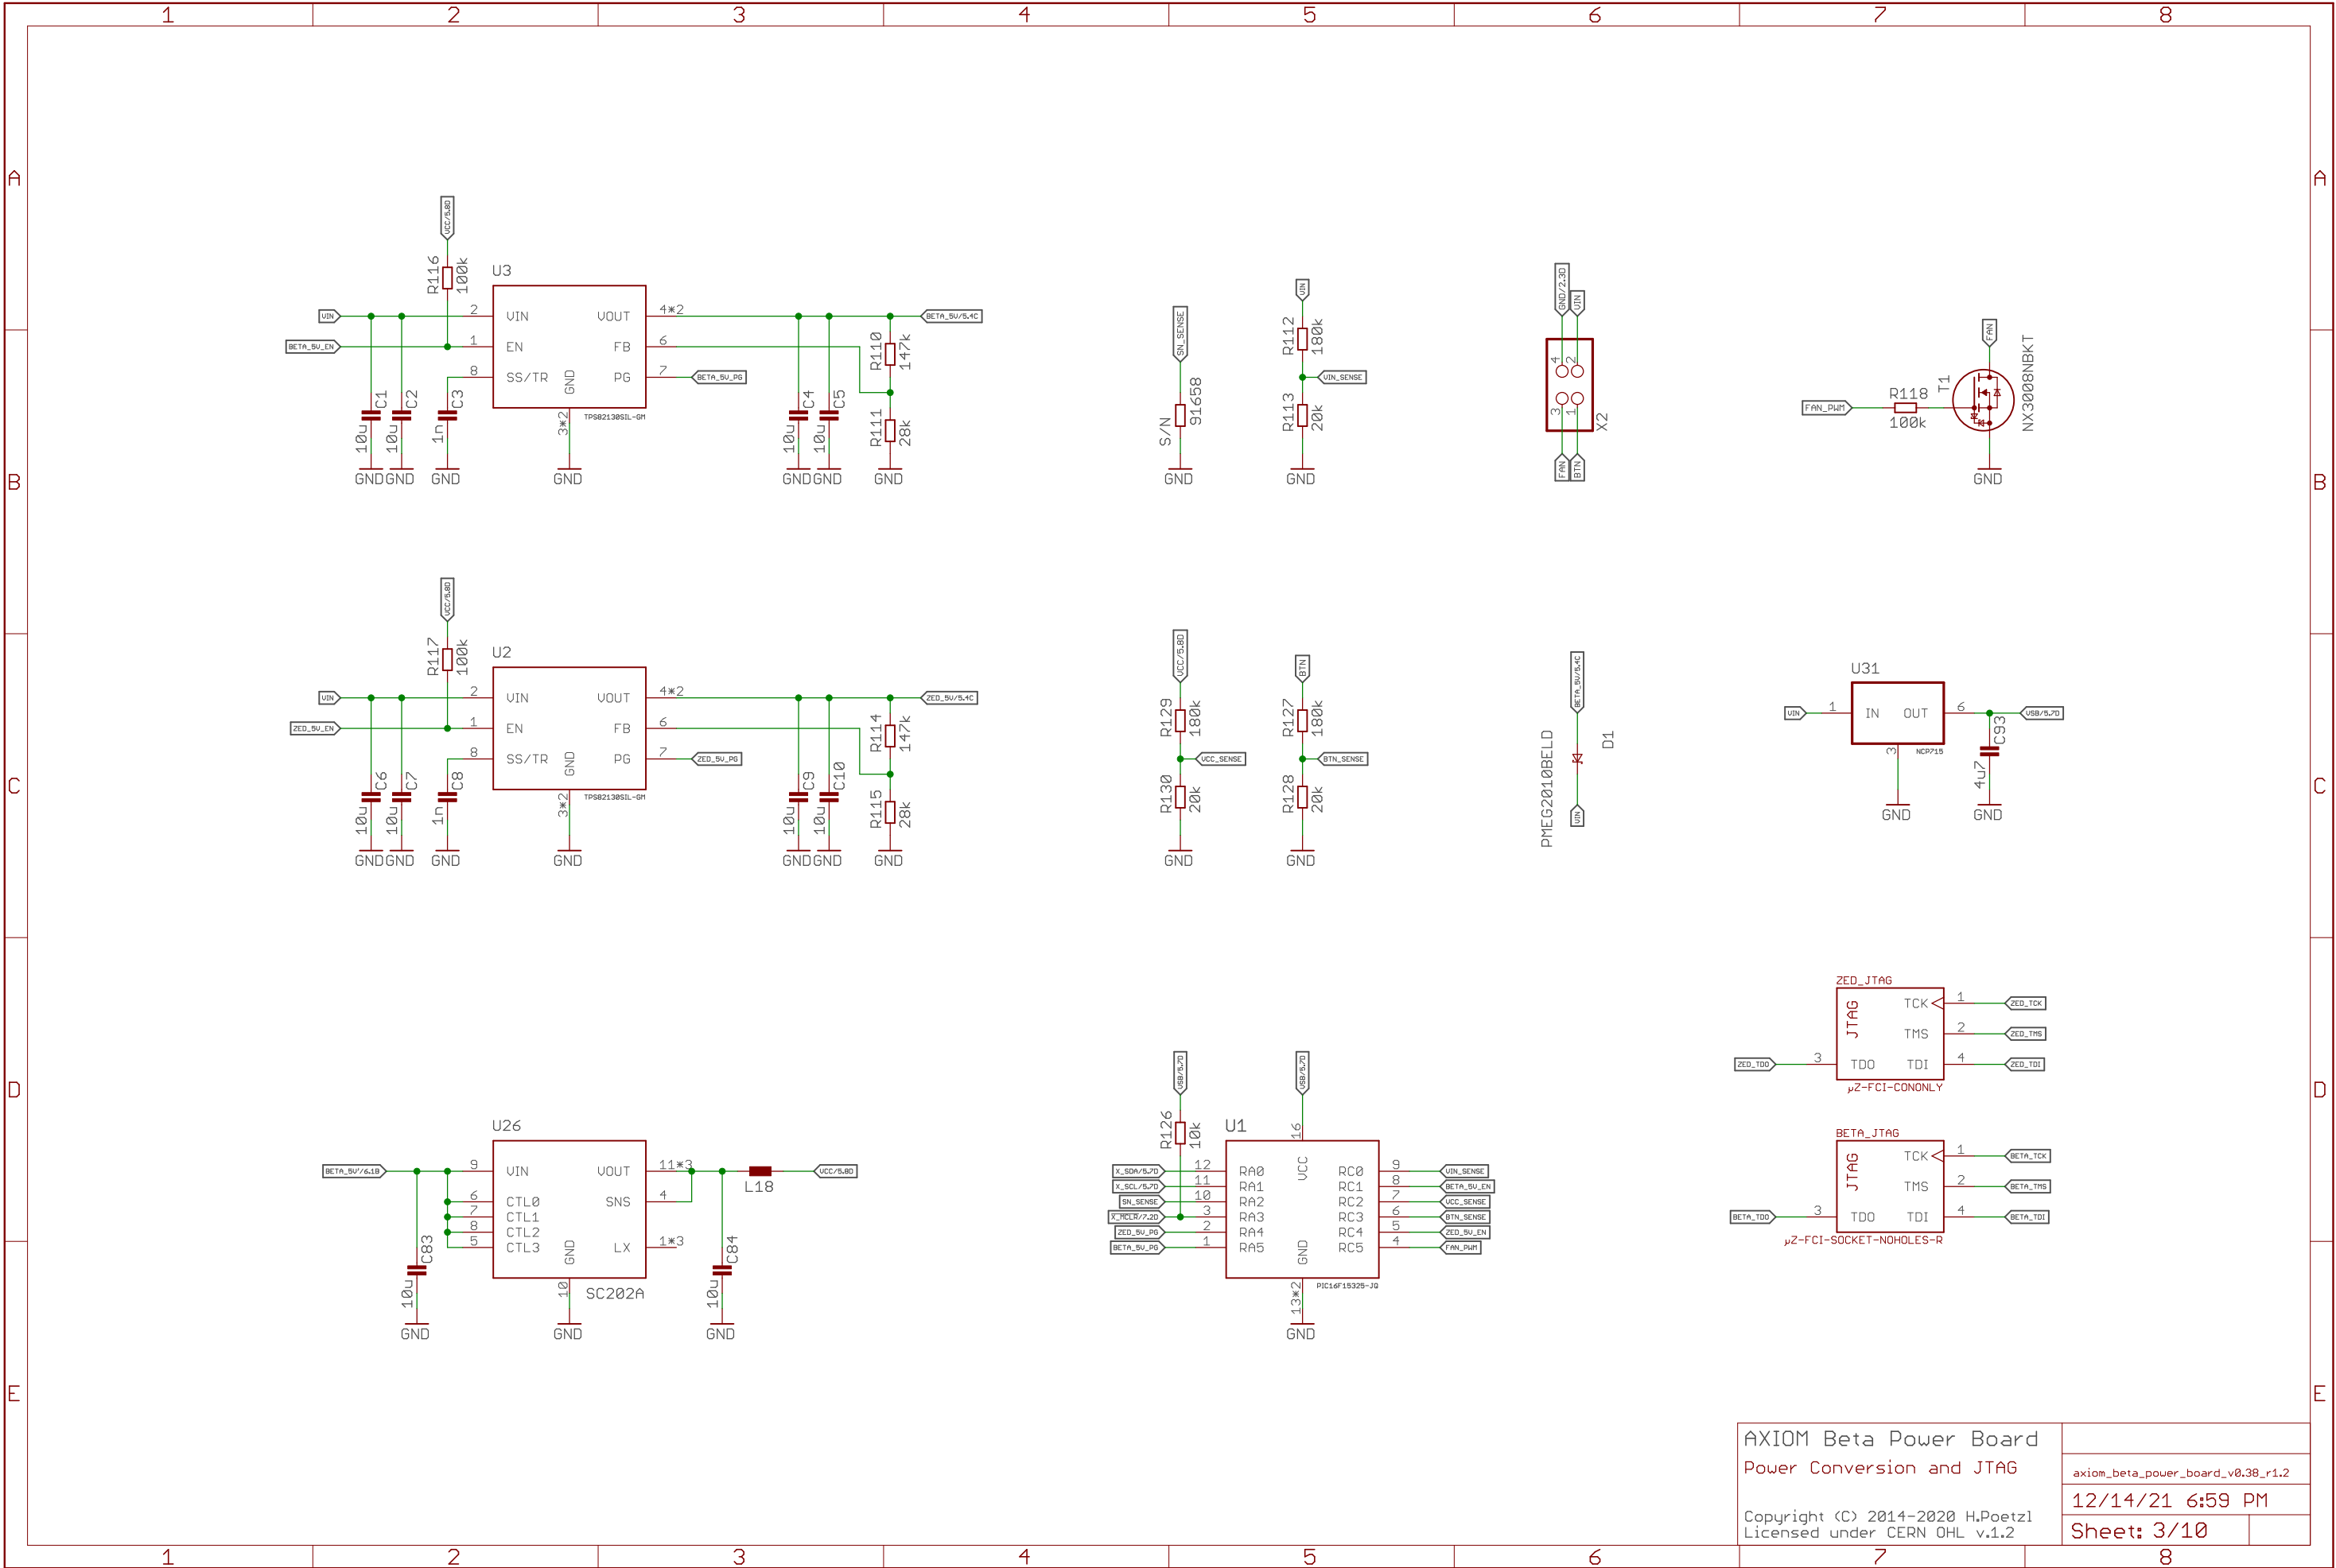 1 2 3 4 5 6 7 8
A A
B B
C C
D D
E E
VCC/5.8D
R116
100k
U3
VIN
BETA_5V_EN
2 VIN VOUT 4*2
1 EN FB 6
8 SS/TR GND PG 7
3*2
TPS82130SIL-GM
BETA_5V/5.4C
BETA_5V_PG
C1
10u
C2
10u
C3
1n
C4
10u
C5
10u
R110
147k
R111
28k
GND GND GND GND GND GND GND
SN_SENSE
S/N
91658
GND
VIN
R112
180k
VIN_SENSE
R113
20k
GND
GND/2.3D
VIN
4 2
3 1
X2
FAN
BTN
FAN
FAN_PWM
R118
100k
T1
NX3008NBKT
GND
VCC/5.8D
R117
100k
U2
VIN
ZED_5V_EN
2 VIN VOUT 4*2
1 EN FB 6
8 SS/TR GND PG 7
3*2
TPS82130SIL-GM
ZED_5V/5.4C
ZED_5V_PG
C6
10u
C7
10u
C8
1n
C9
10u
C10
10u
R114
147k
R115
28k
GND GND GND GND GND GND GND
VCC/5.8D
R129
180k
VCC_SENSE
R130
20k
GND
BTN
R127
180k
BTN_SENSE
R128
20k
GND
BETA_5V/5.4C
D1
PMEG2010BELD
VIN
U31
VIN
1 IN OUT 6
3
NCP715
VSB/5.7D
C93
4u7
GND GND
U26
BETA_5V'/6.1B
9 VIN VOUT 11*3
6 CTL0 SNS 4
7 CTL1
8 CTL2
5 CTL3 GND LX 1*3
10
SC202A
L18
VCC/5.8D
C83
10u
C84
10u
GND GND GND
VSB/5.7D
VSB/5.7D
R126
10k
U1
16
VCC
X_SDA/5.7D 12 RA0 RC0 9 VIN_SENSE
X_SCL/5.7D 11 RA1 RC1 8 BETA_5V_EN
SN_SENSE 10 RA2 RC2 7 VCC_SENSE
X_MCLR/7.2D 3 RA3 RC3 6 BTN_SENSE
ZED_5V_PG 2 RA4 RC4 5 ZED_5V_EN
BETA_5V_PG 1 RA5 RC5 4 FAN_PWM
GND
13*2
PIC16F15325-JQ
GND
ZED_JTAG
JTAG
TCK 1 ZED_TCK
TMS 2 ZED_TMS
ZED_TDO 3 TDO TDI 4 ZED_TDI
µZ-FCI-CONONLY
BETA_JTAG
JTAG
TCK 1 BETA_TCK
TMS 2 BETA_TMS
BETA_TDO 3 TDO TDI 4 BETA_TDI
µZ-FCI-SOCKET-NOHOLES-R
AXIOM Beta Power Board
Power Conversion and JTAG
Copyright (C) 2014-2020 H.Poetzl
Licensed under CERN OHL v.1.2
axiom_beta_power_board_v0.38_r1.2
12/14/21 6:59 PM
Sheet: 3/10
1 2 3 4 5 6 7 8